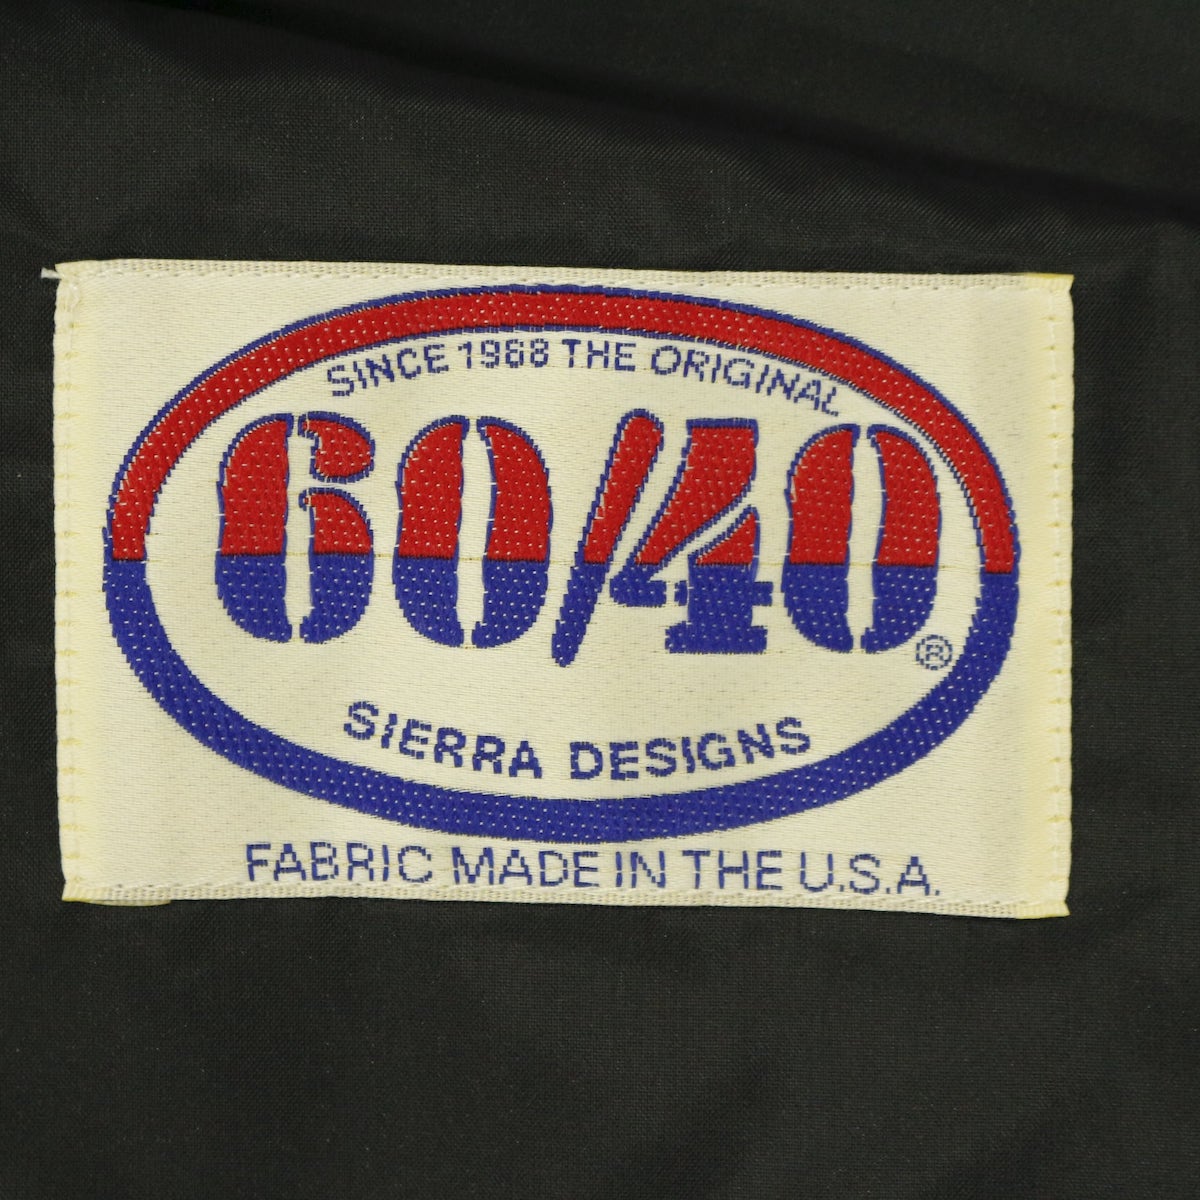 SINCE 1968 THE ORIGINAL
60/40®
SIERRA DESIGNS
FABRIC MADE IN THE U.S.A.